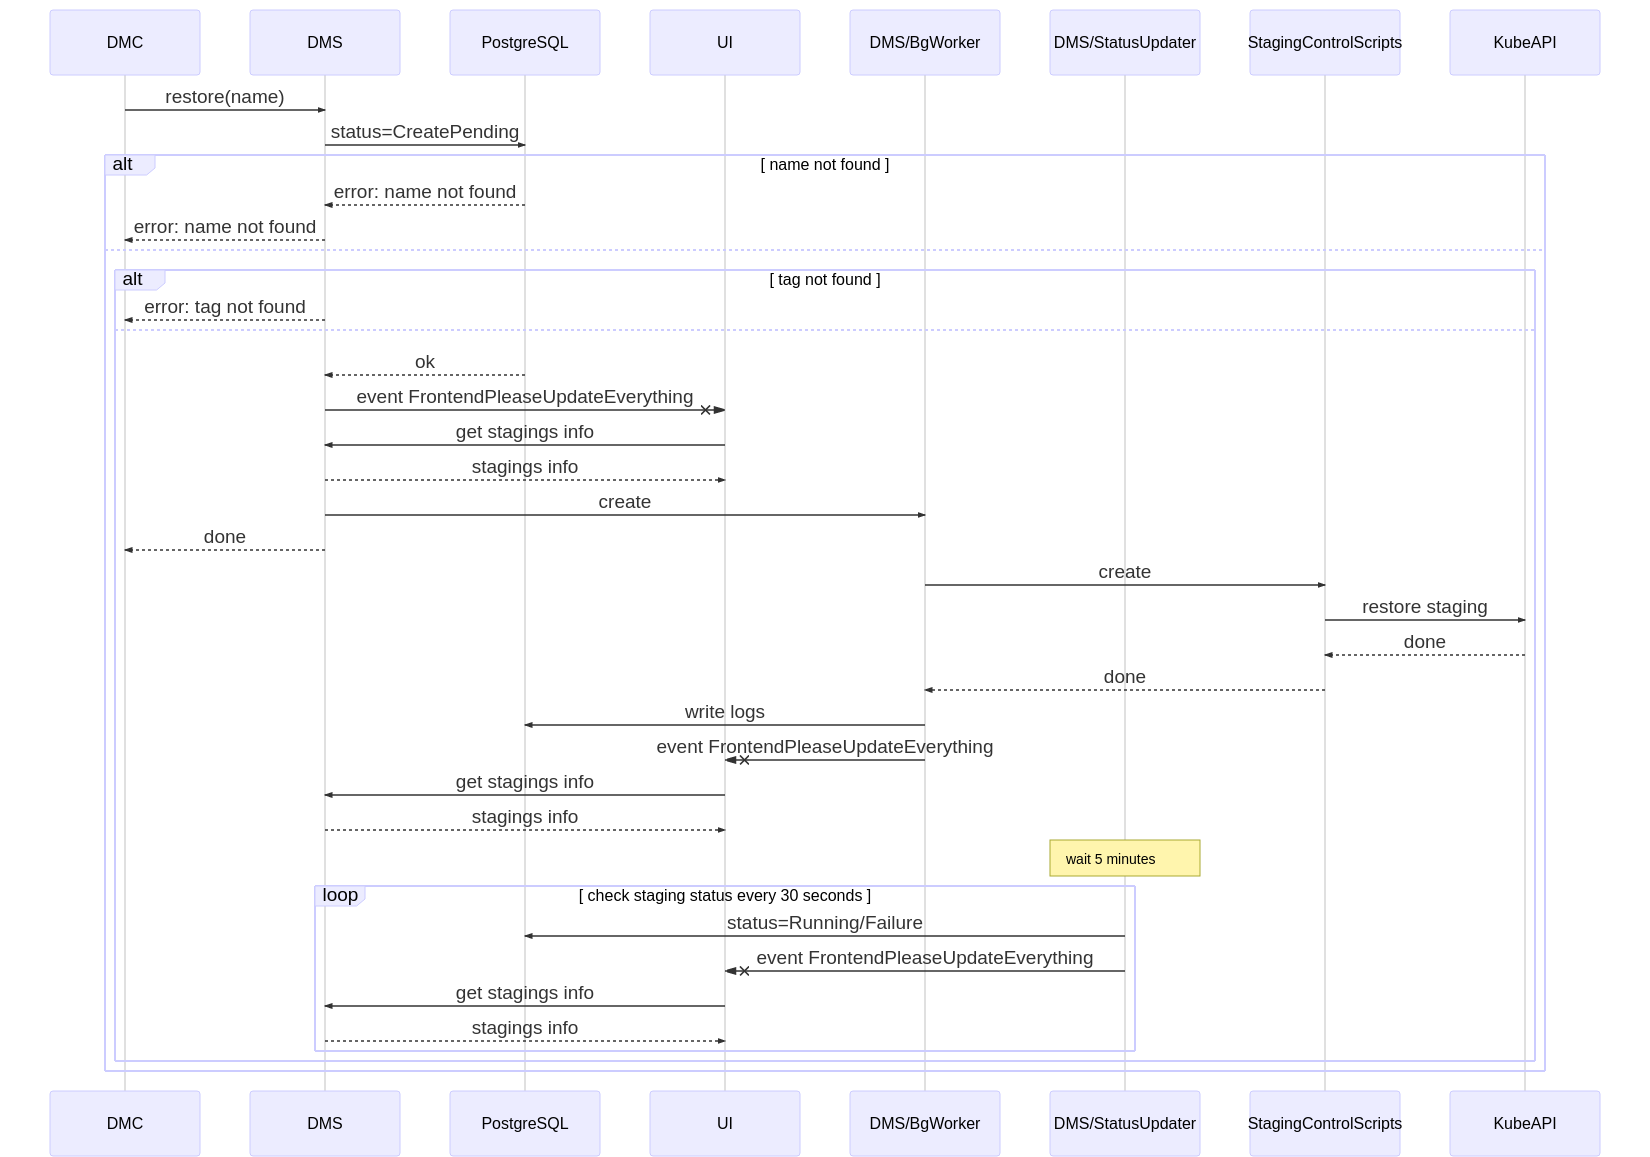 DMC
DMS
PostgreSQL
UI
DMS/BgWorker
DMS/StatusUpdater
StagingControlScripts
KubeAPI
restore(name)
status=CreatePending
alt
[ name not found ]
error: name not found
error: name not found
alt
[ tag not found ]
error: tag not found
ok
event FrontendPleaseUpdateEverything
get stagings info
stagings info
create
done
create
restore staging
done
done
write logs
event FrontendPleaseUpdateEverything
get stagings info
stagings info
wait 5 minutes
loop
[ check staging status every 30 seconds ]
status=Running/Failure
event FrontendPleaseUpdateEverything
get stagings info
stagings info
DMC
DMS
PostgreSQL
UI
DMS/BgWorker
DMS/StatusUpdater
StagingControlScripts
KubeAPI